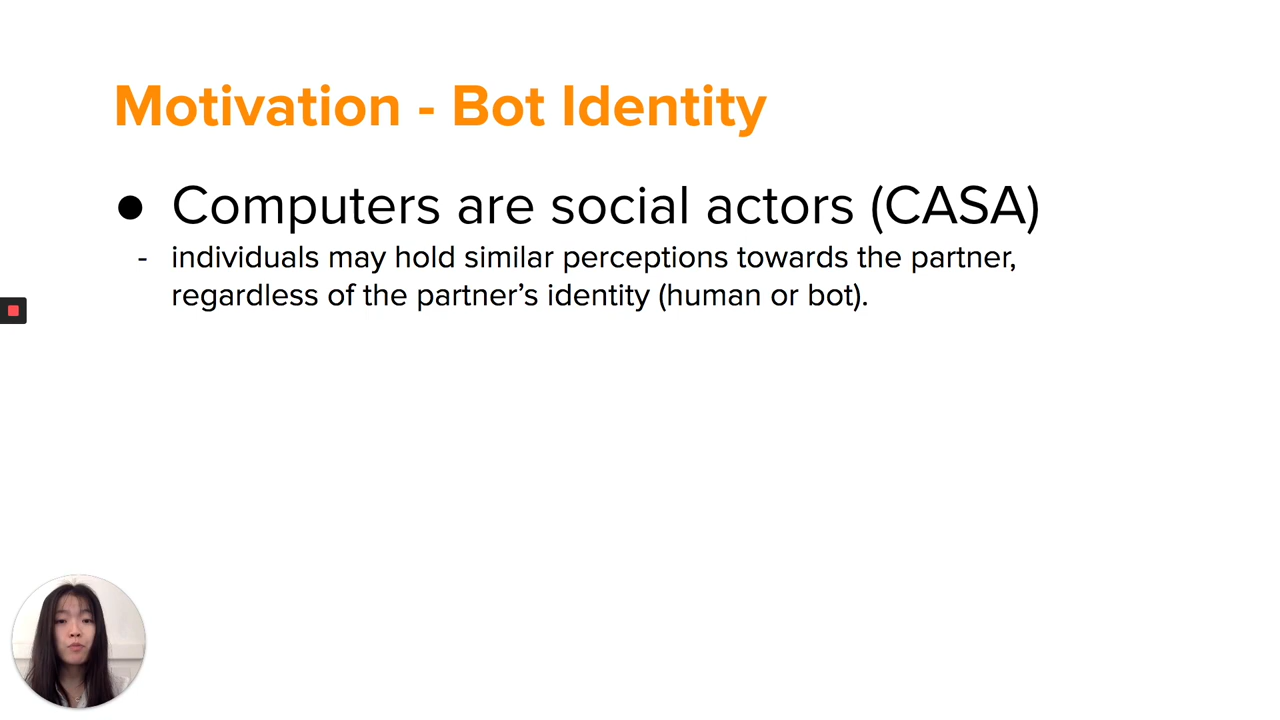 Motivation - Bot Identity
● Computers are social actors (CASA)
- individuals may hold similar perceptions towards the partner,
regardless of the partner’s identity (human or bot).